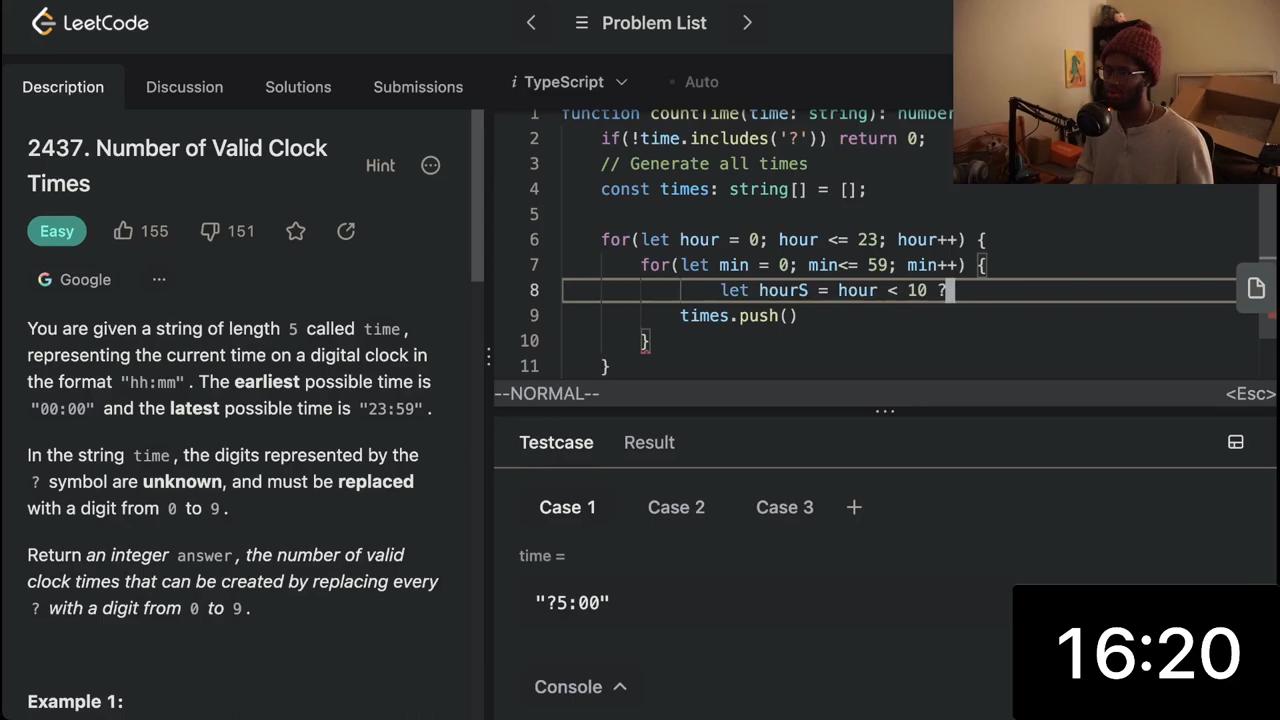 LeetCode
Problem List
Description
Discussion
Solutions
Submissions
i TypeScript
Auto
2437. Number of Valid Clock
Times
Hint
Easy
155
151
Google
You are given a string of length 5 called time,
representing the current time on a digital clock in
the format "hh:mm". The earliest possible time is
"00:00" and the latest possible time is "23:59".
In the string time, the digits represented by the
? symbol are unknown, and must be replaced
with a digit from 0 to 9.
Return an integer answer, the number of valid
clock times that can be created by replacing every
? with a digit from 0 to 9.
Example 1:
1 function countTime(time: string): number
2 if(!time.includes('?')) return 0;
3 // Generate all times
4 const times: string[] = [];
5
6 for(let hour = 0; hour <= 23; hour++) {
7 for(let min = 0; min<= 59; min++) {
8 let hourS = hour < 10 ?
9 times.push()
10 }
11 }
--NORMAL--
<Esc>
Testcase
Result
Case 1
Case 2
Case 3
+
time =
"?5:00"
Console
16:20